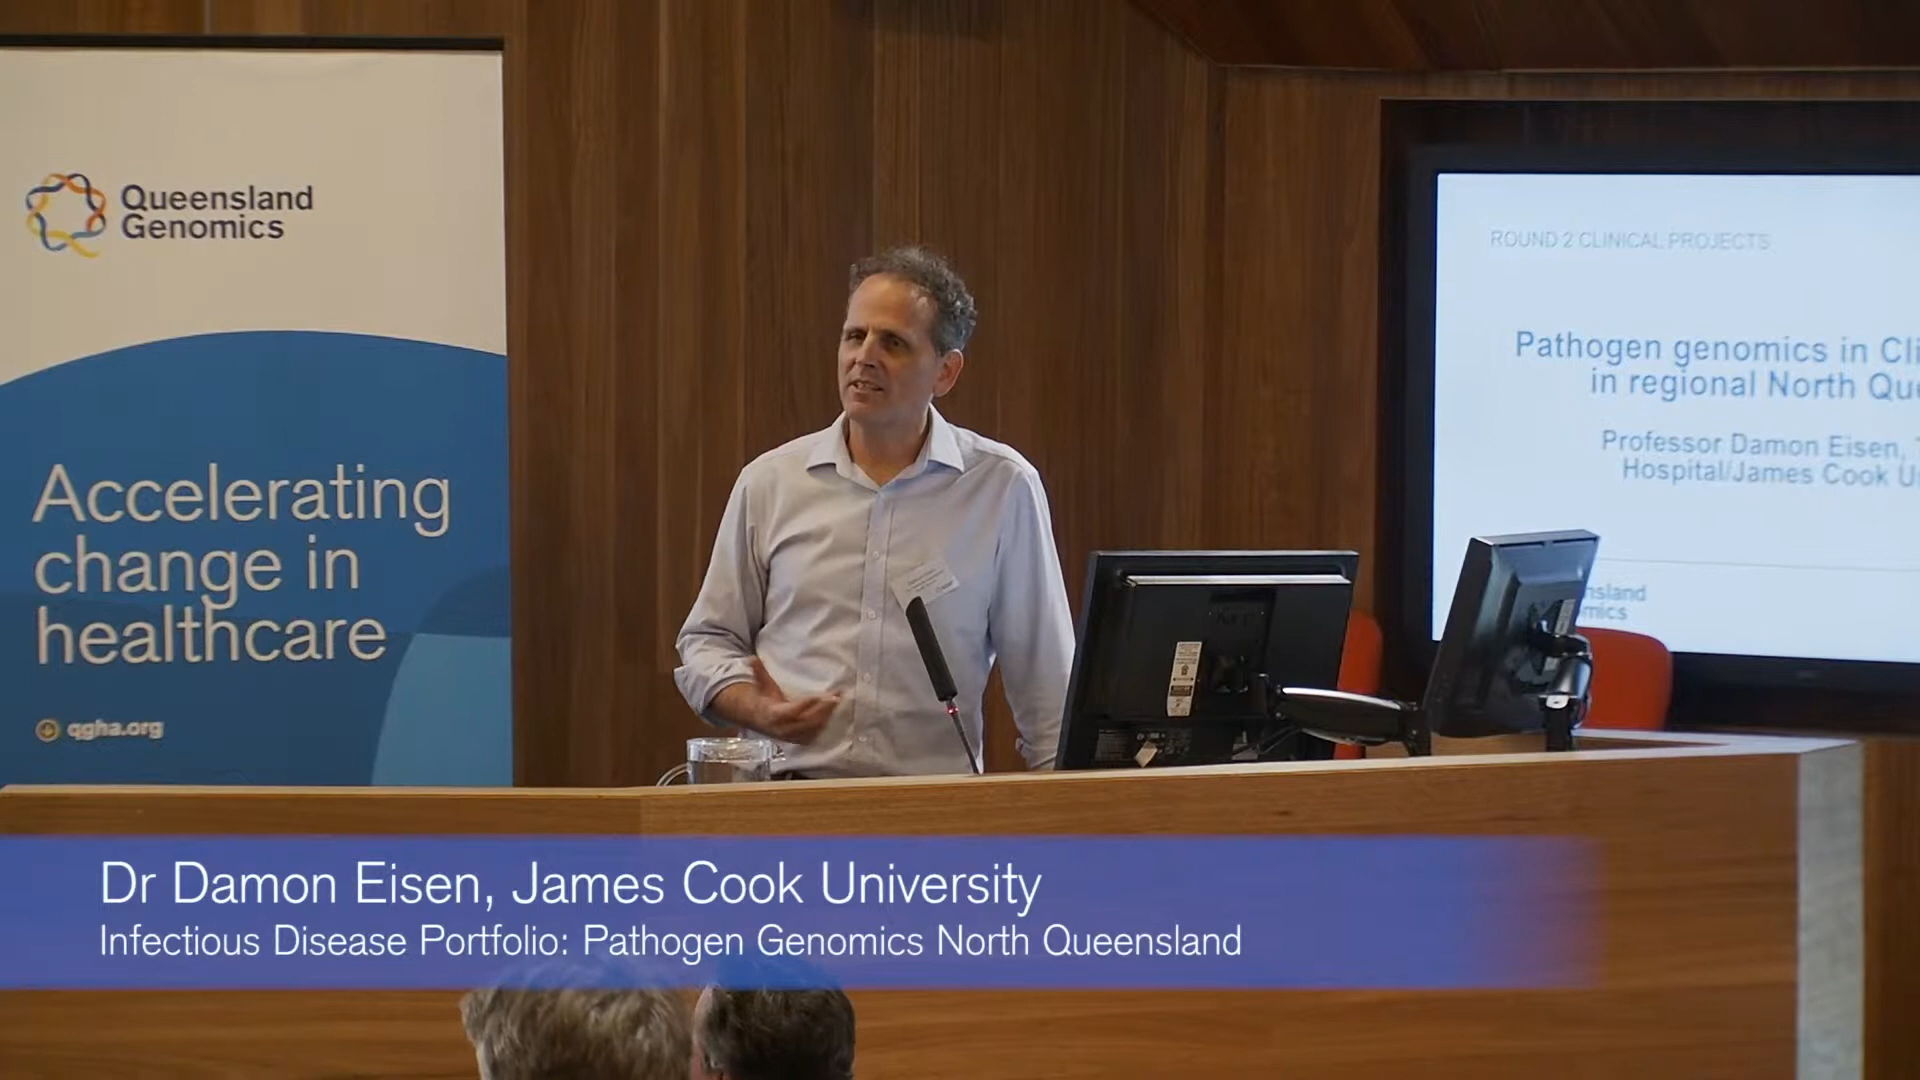 Queensland
Genomics
Accelerating
change in
healthcare
qgha.org
ROUND 2 CLINICAL PROJECTS
Pathogen genomics in Cli
in regional North Que
Professor Damon Eisen,
Hospital/James Cook U
nsland
mics
Dr Damon Eisen, James Cook University
Infectious Disease Portfolio: Pathogen Genomics North Queensland